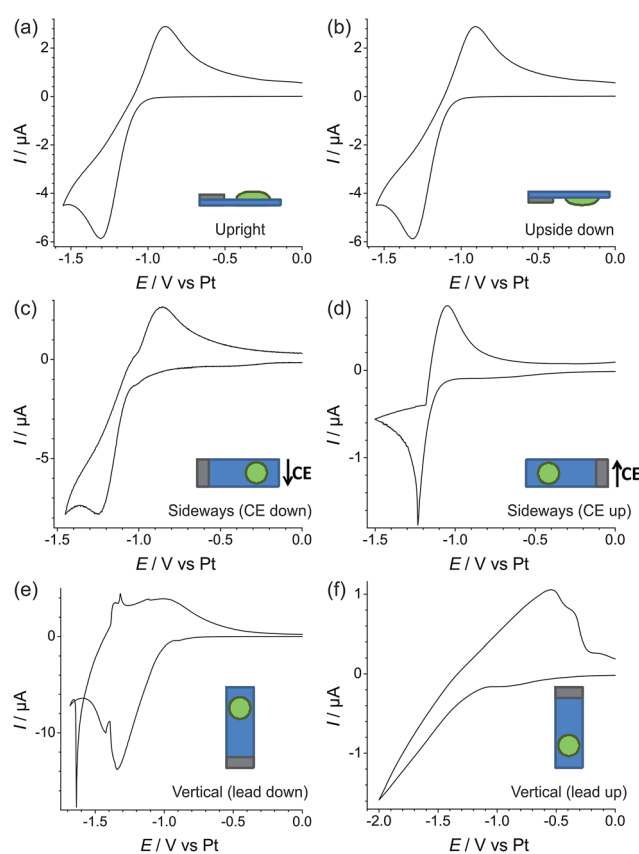 (a)
2
0
-2
-4
-6
I / µA
Upright
-1.5 -1.0 -0.5 0.0
E / V vs Pt
(b)
2
0
-2
-4
-6
I / µA
Upside down
-1.5 -1.0 -0.5 0.0
E / V vs Pt
(c)
0
-5
I / µA
CE
Sideways (CE down)
-1.5 -1.0 -0.5 0.0
E / V vs Pt
(d)
0
-1
I / µA
CE
Sideways (CE up)
-1.5 -1.0 -0.5 0.0
E / V vs Pt
(e)
0
-10
I / µA
Vertical (lead down)
-1.5 -1.0 -0.5 0.0
E / V vs Pt
(f)
1
0
-1
I / µA
Vertical (lead up)
-2.0 -1.5 -1.0 -0.5 0.0
E / V vs Pt